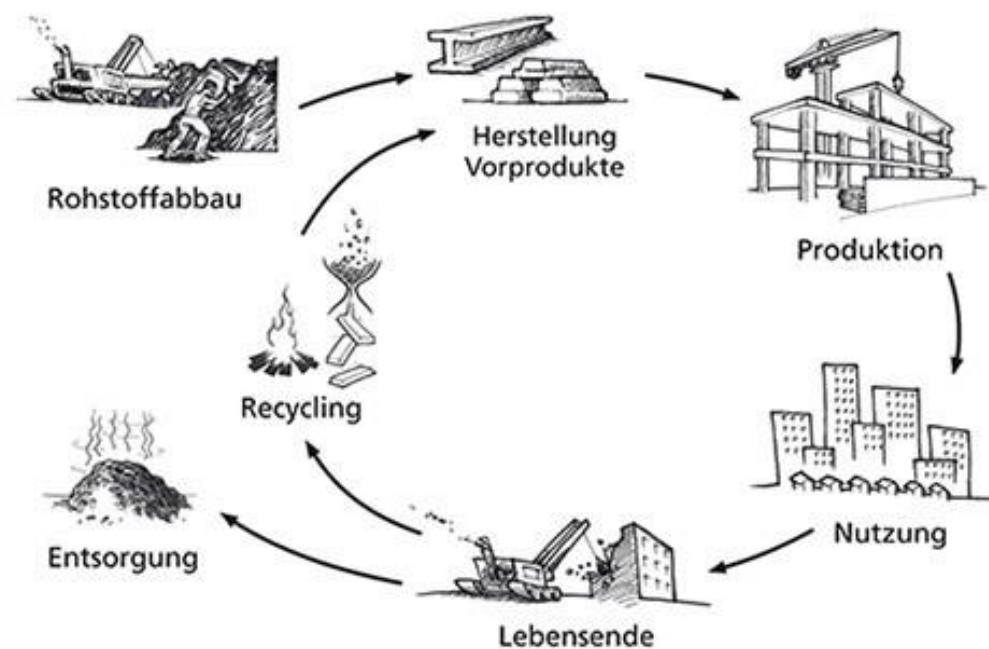 Rohstoffabbau
Herstellung
Vorprodukte
Produktion
Nutzung
Lebensende
Recycling
Entsorgung